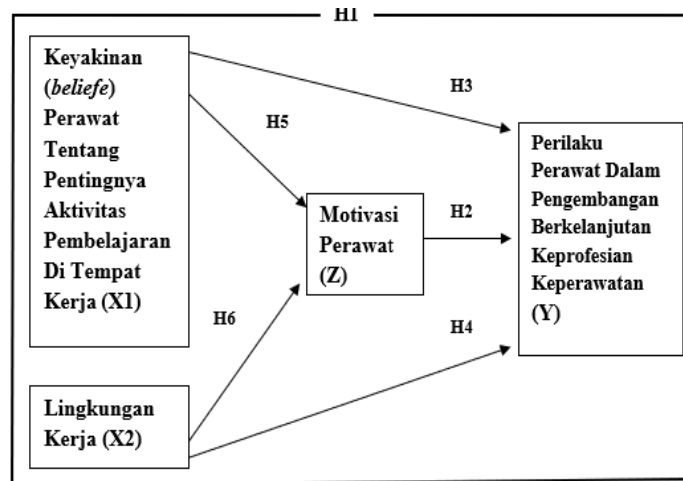 H1
Keyakinan
(beliefe)
Perawat
Tentang
Pentingnya
Aktivitas
Pembelajaran
Di Tempat
Kerja (X1)
H3
H5
Perilaku
Perawat Dalam
Pengembangan
Berkelanjutan
Keprofesian
Keperawatan
(Y)
Motivasi
Perawat
(Z)
H2
H6
H4
Lingkungan
Kerja (X2)